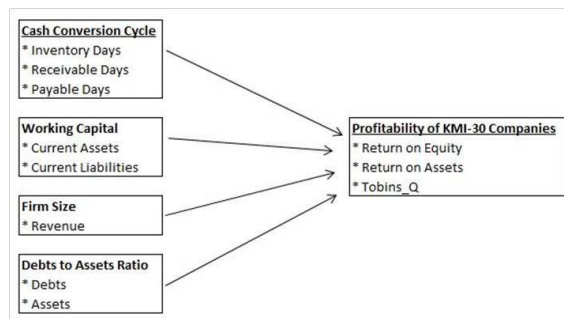 Cash Conversion Cycle
* Inventory Days
* Receivable Days
* Payable Days
Working Capital
* Current Assets
* Current Liabilities
Firm Size
* Revenue
Debts to Assets Ratio
* Debts
* Assets
Profitability of KMI-30 Companies
* Return on Equity
* Return on Assets
* Tobins_Q